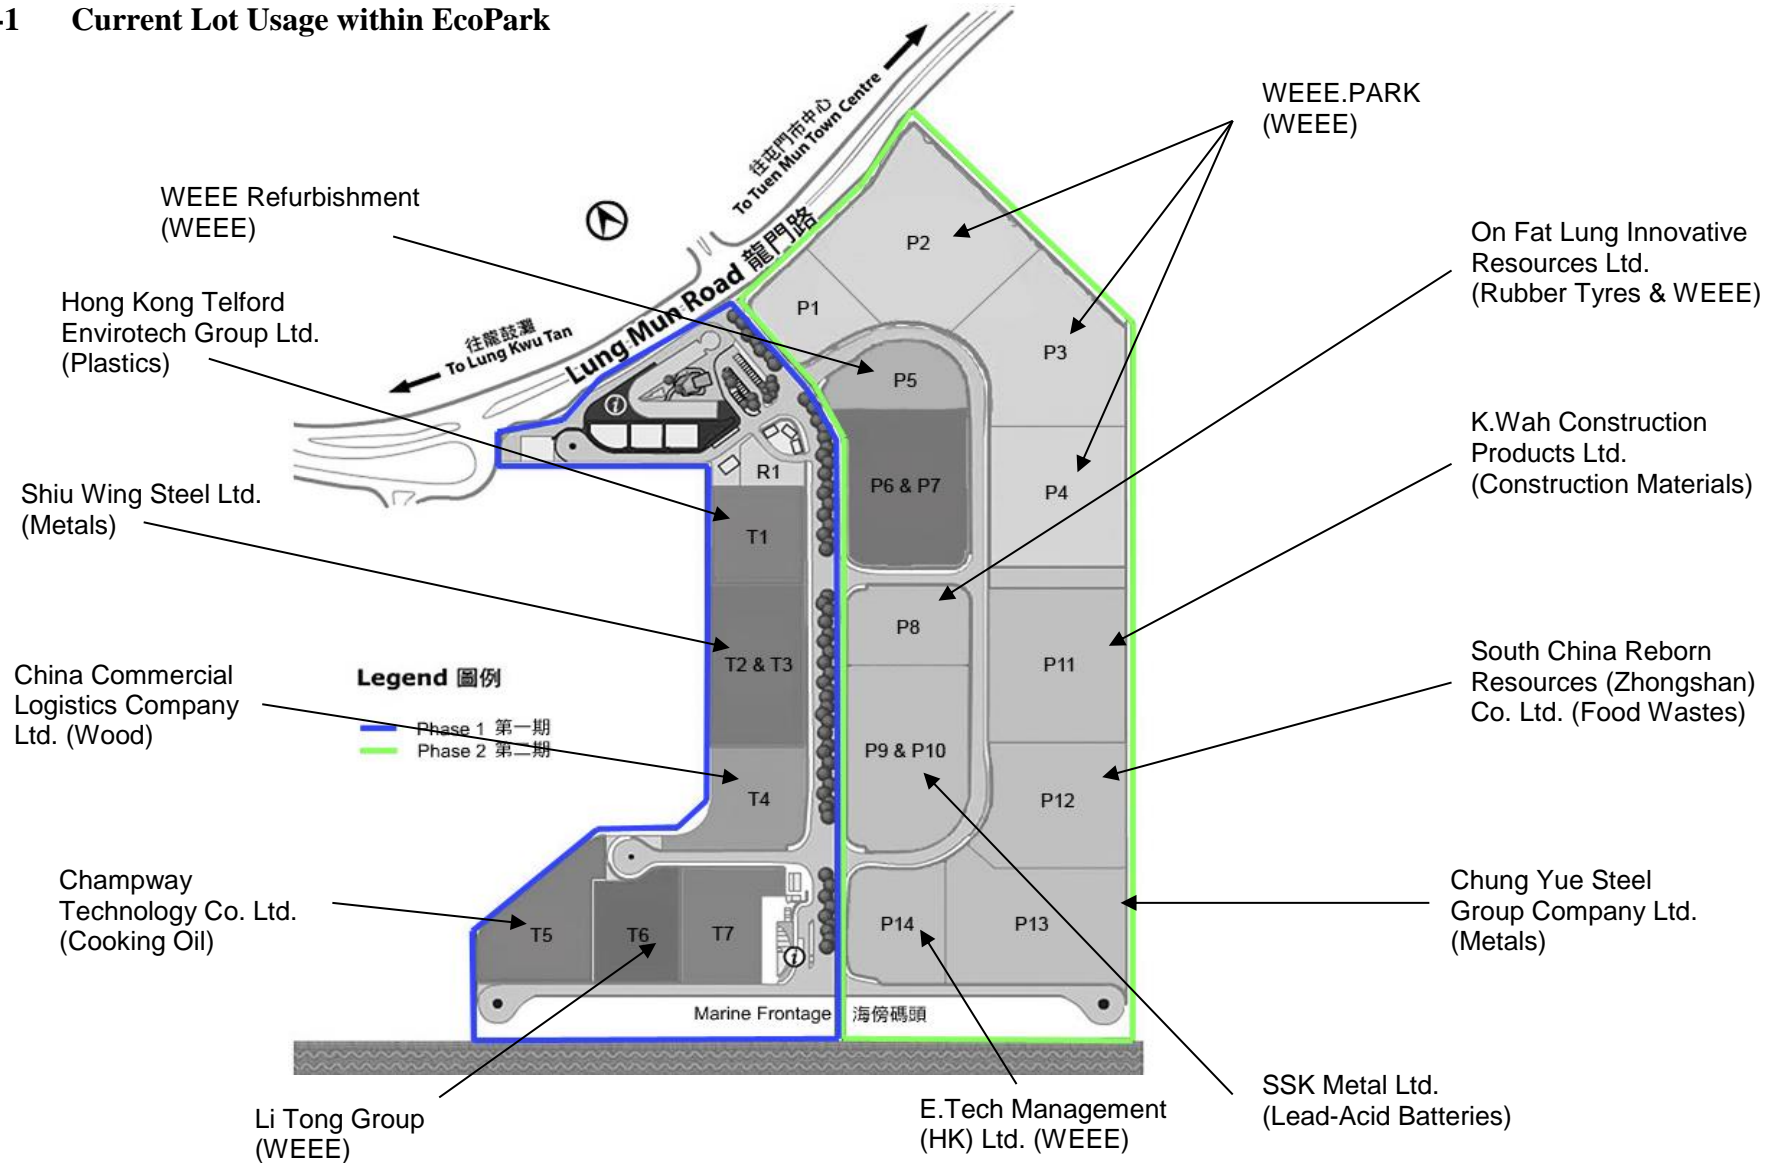 -1 Current Lot Usage within EcoPark
WEEE.PARK
(WEEE)
往屯門市中心
To Tuen Mun Town Centre
WEEE Refurbishment
(WEEE)
On Fat Lung Innovative
Resources Ltd.
(Rubber Tyres & WEEE)
Hong Kong Telford
Envirotech Group Ltd.
(Plastics)
往龍鼓灘
To Lung Kwu Tan
Lung Mun Road 龍門路
P2
P1
P3
P5
i
K.Wah Construction
Products Ltd.
(Construction Materials)
R1
P6 & P7
P4
Shiu Wing Steel Ltd.
(Metals)
T1
P8
T2 & T3
P11
South China Reborn
Resources (Zhongshan)
Co. Ltd. (Food Wastes)
China Commercial
Logistics Company
Ltd. (Wood)
Legend 圖例
Phase 1 第一期
Phase 2 第二期
P9 & P10
T4
P12
Champway
Technology Co. Ltd.
(Cooking Oil)
Chung Yue Steel
Group Company Ltd.
(Metals)
T5
T6
T7
P14
P13
i
Marine Frontage 海傍碼頭
Li Tong Group
(WEEE)
E.Tech Management
(HK) Ltd. (WEEE)
SSK Metal Ltd.
(Lead-Acid Batteries)